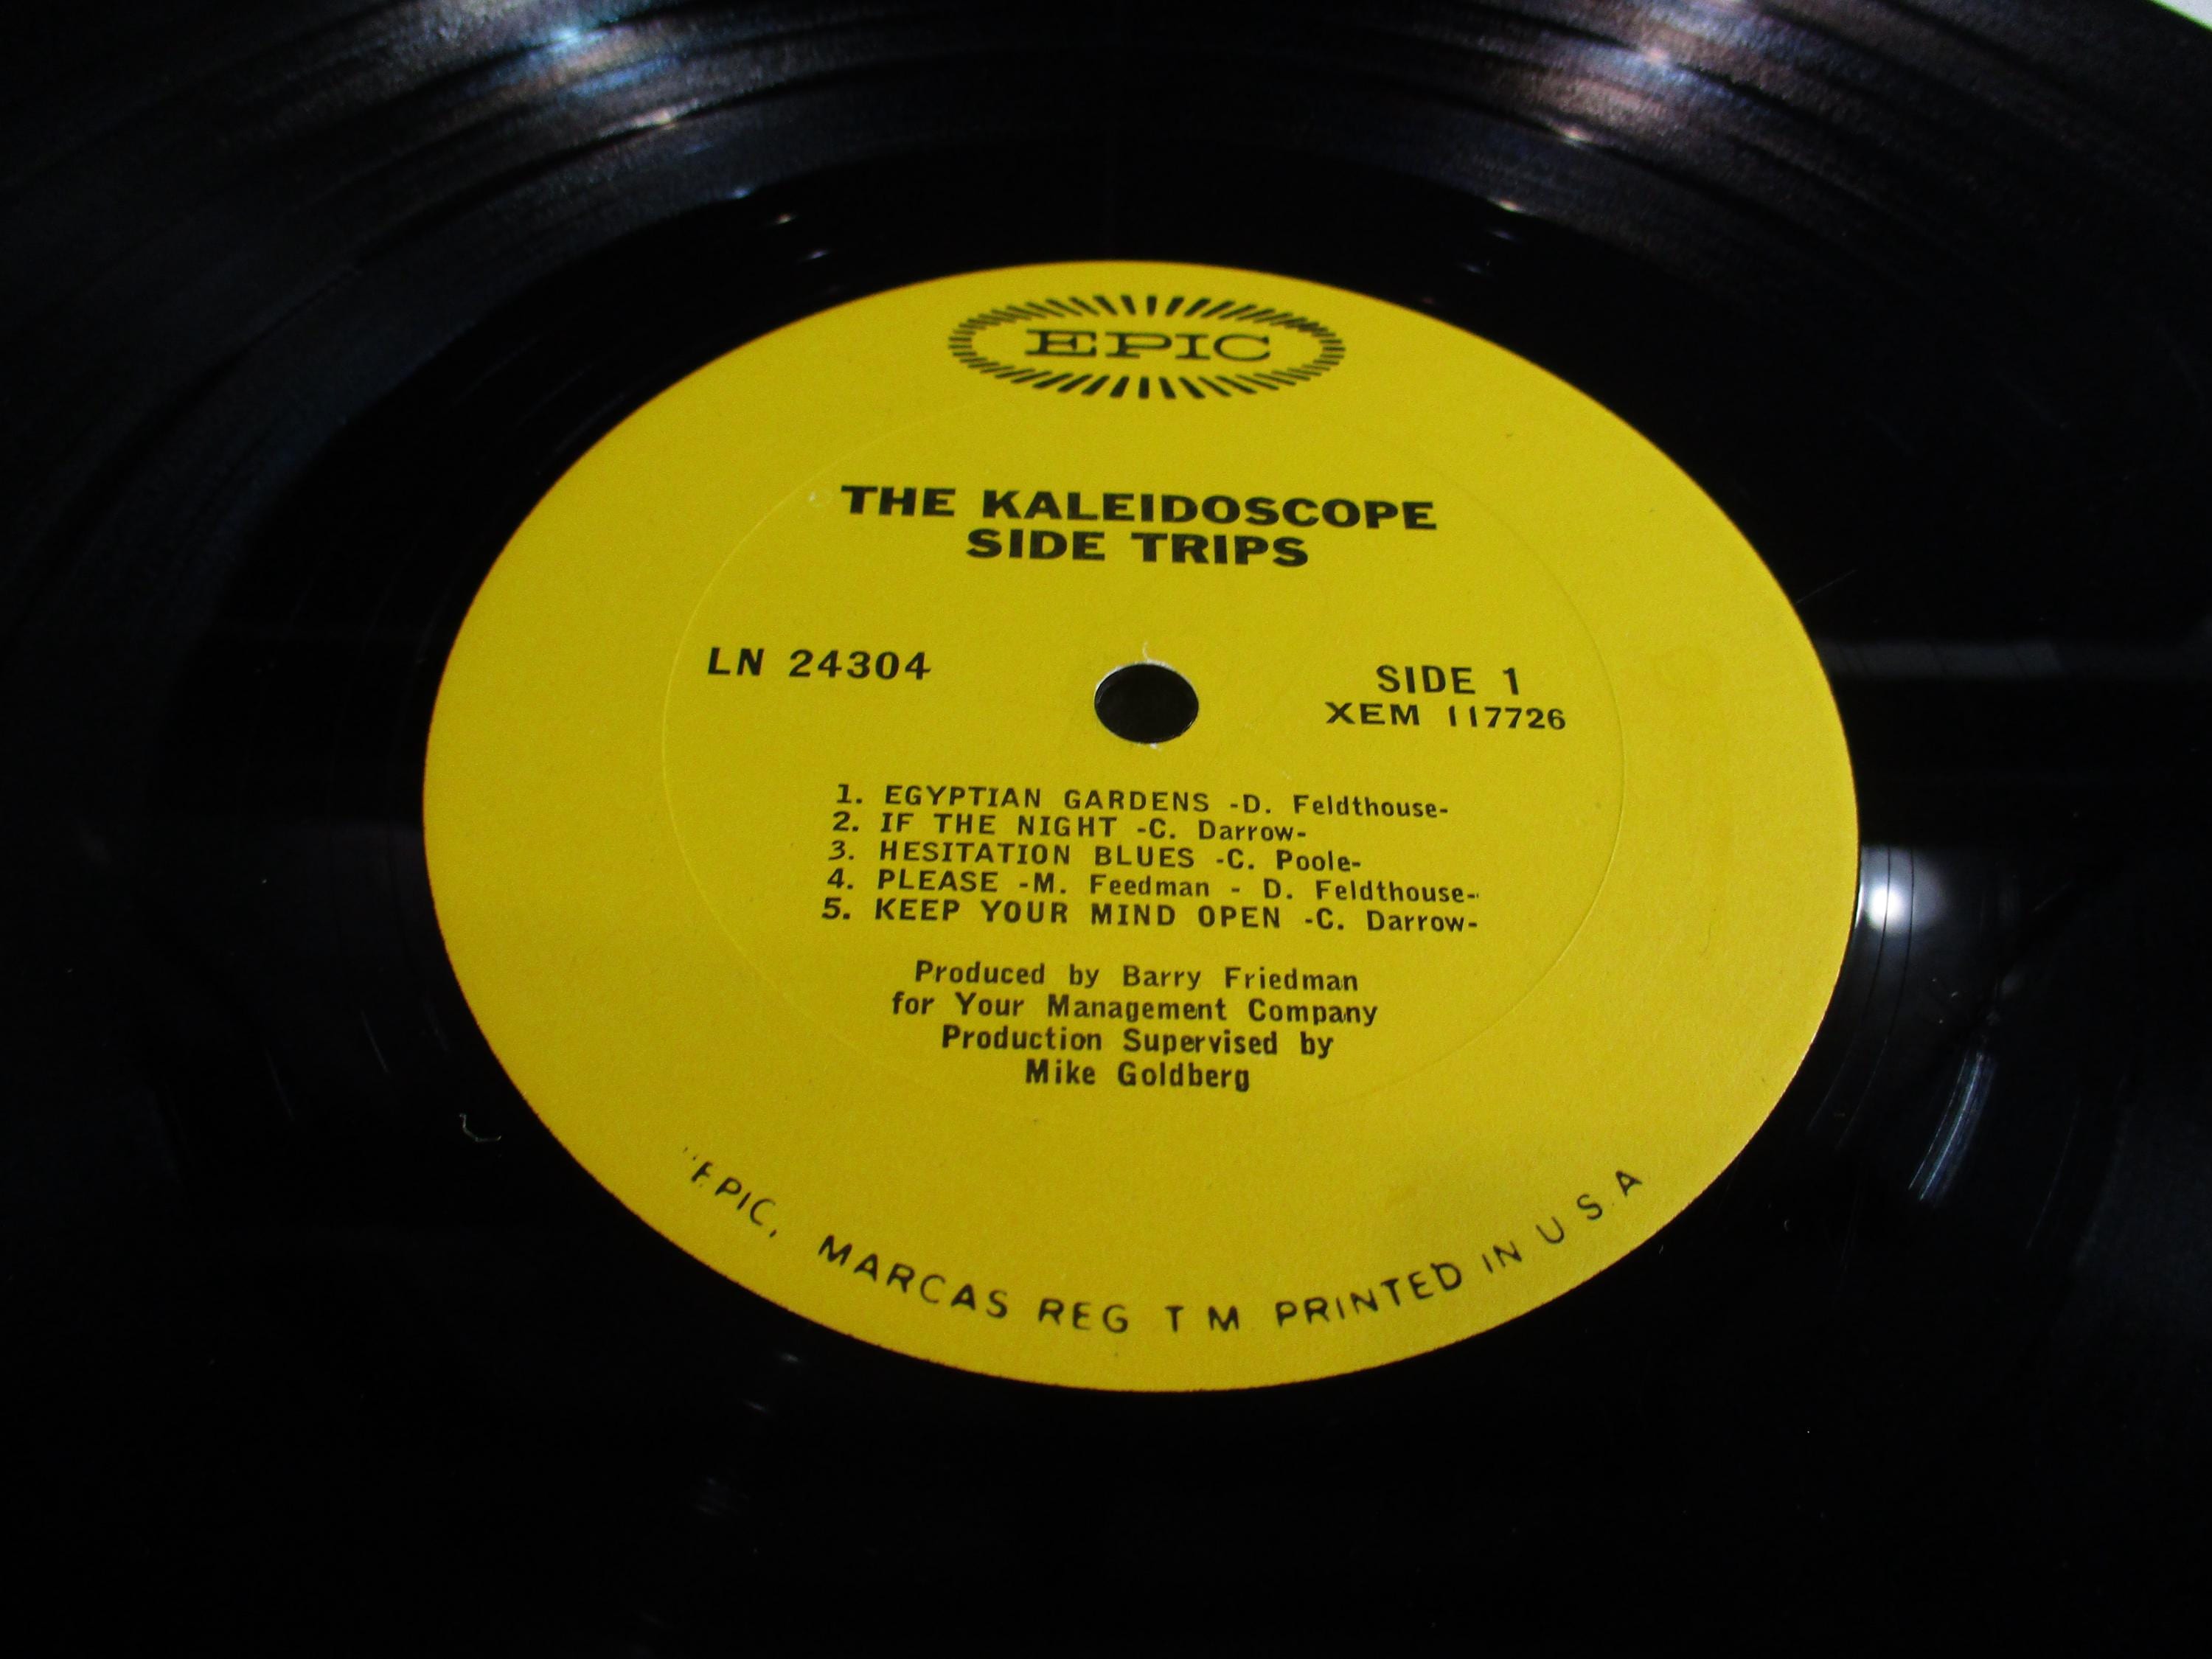 EPIC
THE KALEIDOSCOPE
SIDE TRIPS
LN 24304
SIDE 1
XEM 117726
1. EGYPTIAN GARDENS -D. Feldthouse-
2. IF THE NIGHT -C. Darrow-
3. HESITATION BLUES -C. Poole-
4. PLEASE -M. Feedman - D. Feldthouse-
5. KEEP YOUR MIND OPEN -C. Darrow-
Produced by Barry Friedman
for Your Management Company
Production Supervised by
Mike Goldberg
"EPIC, MARCAS REG T M PRINTED IN U S.A